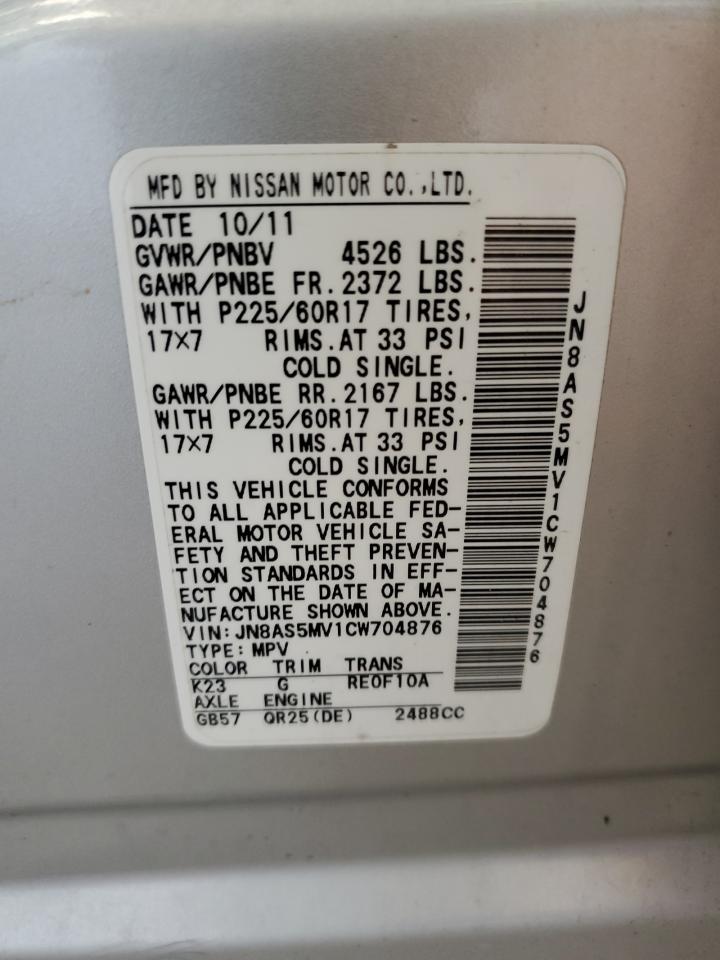 MFD BY NISSAN MOTOR CO.,LTD.
DATE 10/11
GVWR/PNBV 4526 LBS.
GAWR/PNBE FR.2372 LBS.
WITH P225/60R17 TIRES,
17×7 RIMS.AT 33 PSI
COLD SINGLE.
GAWR/PNBE RR.2167 LBS.
WITH P225/60R17 TIRES,
17×7 RIMS.AT 33 PSI
COLD SINGLE.
THIS VEHICLE CONFORMS
TO ALL APPLICABLE FED-
ERAL MOTOR VEHICLE SA-
FETY AND THEFT PREVEN-
TION STANDARDS IN EFF-
ECT ON THE DATE OF MA-
NUFACTURE SHOWN ABOVE.
VIN:JN8AS5MV1CW704876
TYPE:MPV
COLOR TRIM TRANS
K23 G RE0F10A
AXLE ENGINE
GB57 QR25(DE) 2488CC
JN8AS5MV1CW704876